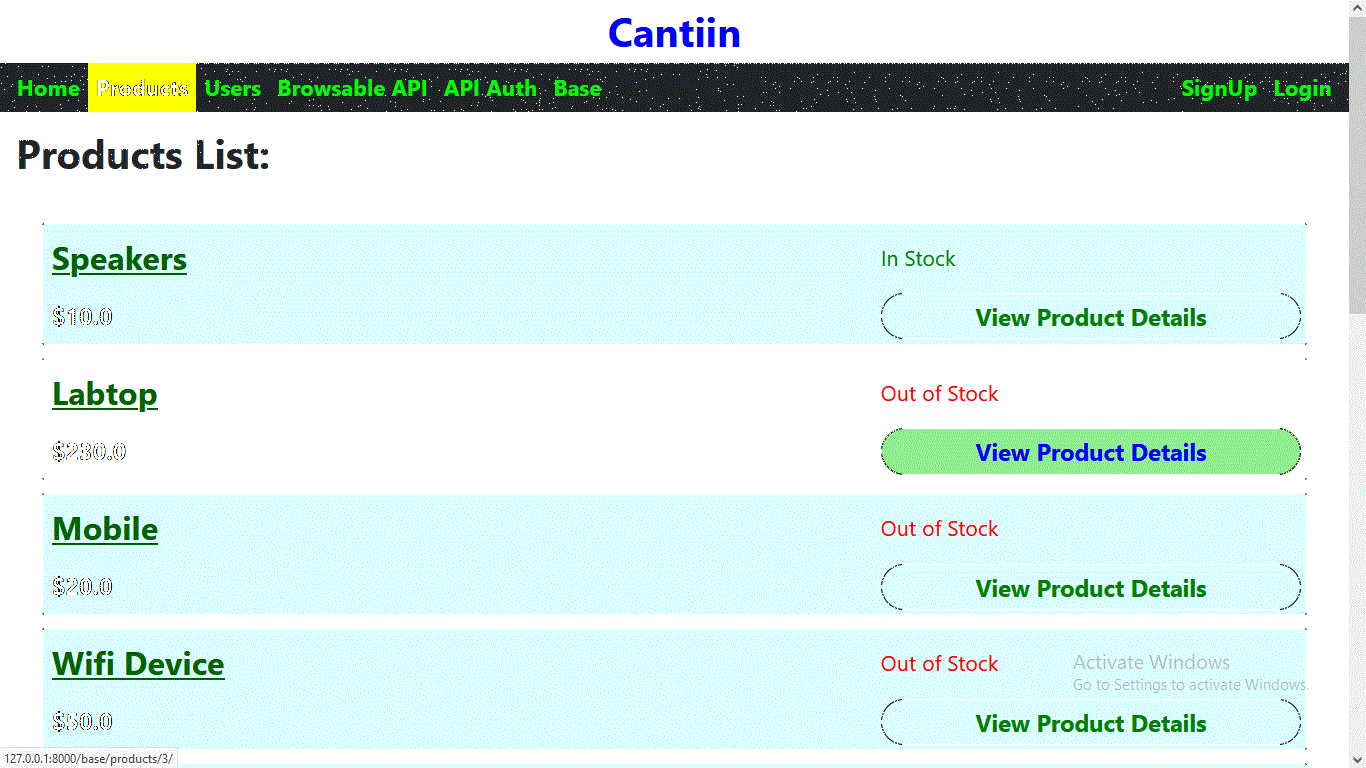 Cantiin
Home Products Users Browsable API API Auth Base SignUp Login
Products List:
Speakers
In Stock
$10.0
View Product Details
Labtop
Out of Stock
$230.0
View Product Details
Mobile
Out of Stock
$20.0
View Product Details
Wifi Device
Out of Stock
$50.0
View Product Details
Activate Windows
Go to Settings to activate Windows.
127.0.0.1:8000/base/products/3/